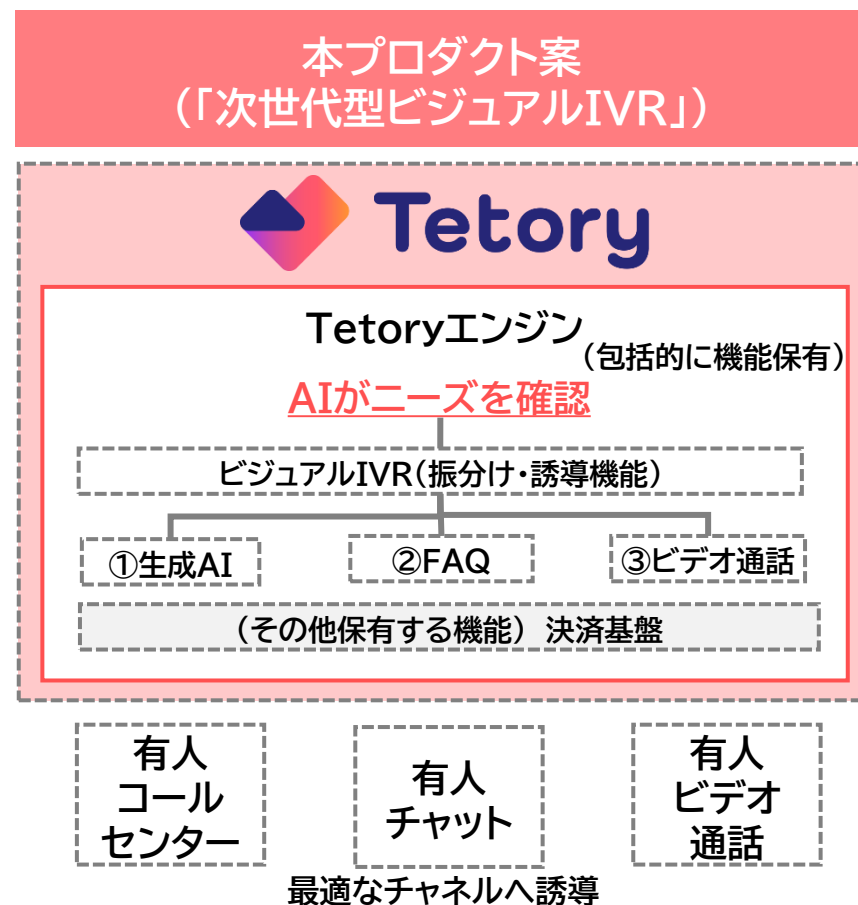 本プロダクト案
(「次世代型ビジュアルIVR」)
Tetory
Tetoryエンジン
(包括的に機能保有)
AIがニーズを確認
ビジュアルIVR(振分け・誘導機能)
①生成AI
②FAQ
③ビデオ通話
(その他保有する機能) 決済基盤
有人
コール
センター
有人
チャット
有人
ビデオ
通話
最適なチャネルへ誘導